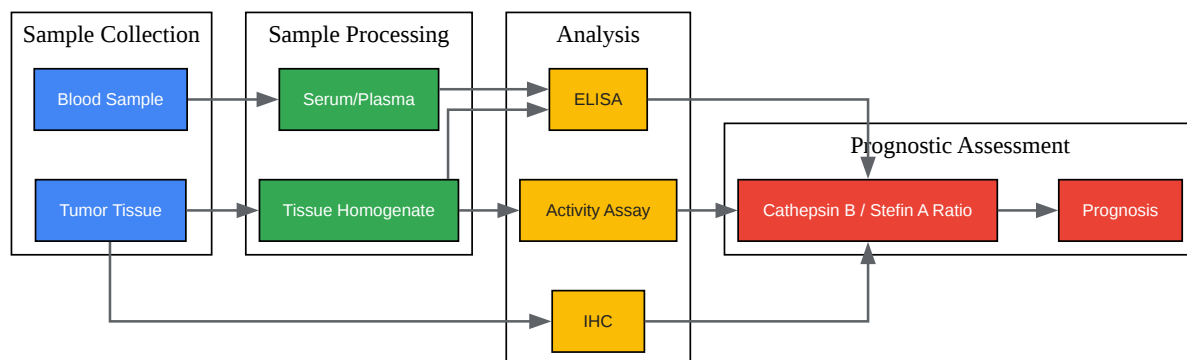 Sample Collection
Sample Processing
Analysis
Blood Sample
Serum/Plasma
ELISA
Prognostic Assessment
Tumor Tissue
Tissue Homogenate
Activity Assay
Cathepsin B / Stefin A Ratio
Prognosis
IHC